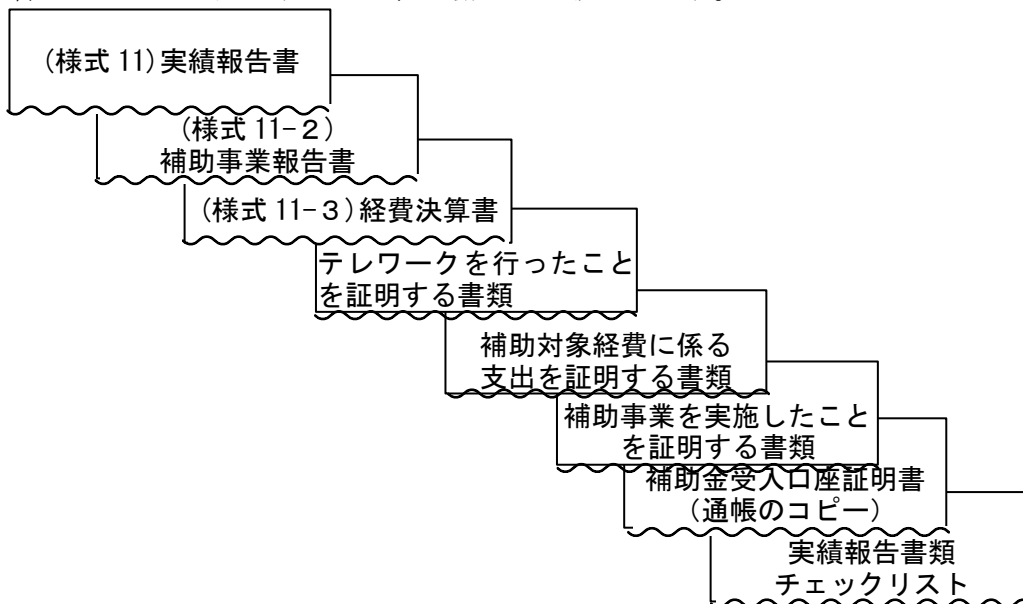 (様式 11)実績報告書
(様式 11-２)
補助事業報告書
(様式 11-３)経費決算書
テレワークを行ったこと
を証明する書類
補助対象経費に係る
支出を証明する書類
補助事業を実施したこと
を証明する書類
補助金受入口座証明書
(通帳のコピー)
実績報告書類
チェックリスト